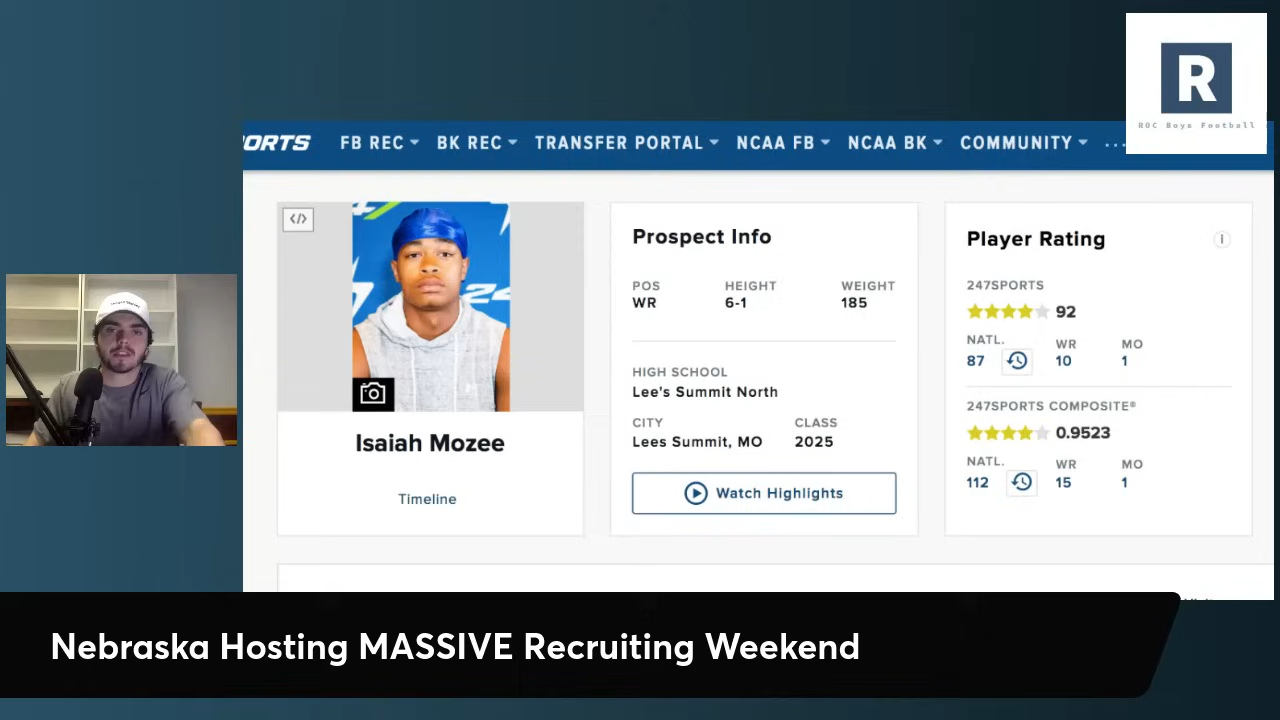 R
ROC Boys Football
ORTS FB REC BK REC TRANSFER PORTAL NCAA FB NCAA BK COMMUNITY ...
</>
Isaiah Mozee
Timeline
Prospect Info
POS HEIGHT WEIGHT
WR 6-1 185
HIGH SCHOOL
Lee's Summit North
CITY CLASS
Lees Summit, MO 2025
Watch Highlights
Player Rating
i
247SPORTS
92
NATL. WR MO
87 10 1
247SPORTS COMPOSITE®
0.9523
NATL. WR MO
112 15 1
Nebraska Hosting MASSIVE Recruiting Weekend